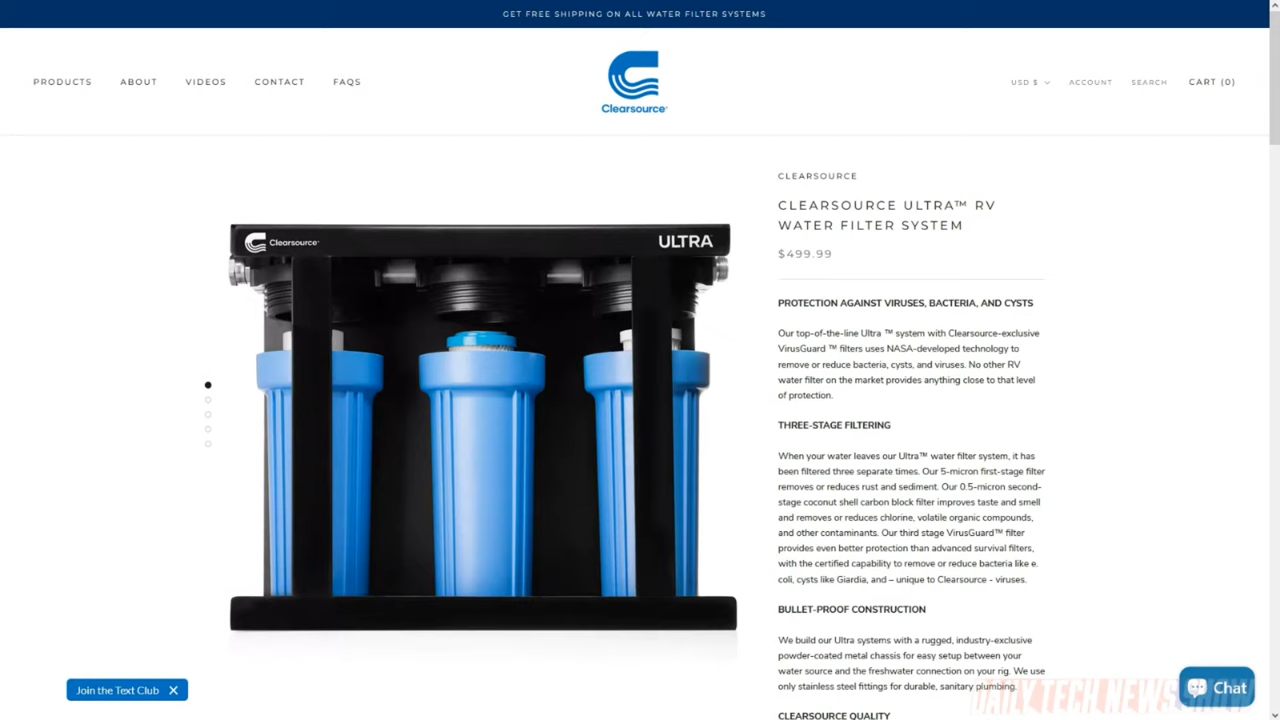 GET FREE SHIPPING ON ALL WATER FILTER SYSTEMS
PRODUCTS ABOUT VIDEOS CONTACT FAQS
Clearsource
USD $ ACCOUNT SEARCH CART (0)
Clearsource
ULTRA
CLEARSOURCE
CLEARSOURCE ULTRA™ RV
WATER FILTER SYSTEM
$499.99
PROTECTION AGAINST VIRUSES, BACTERIA, AND CYSTS
Our top-of-the-line Ultra ™ system with Clearsource-exclusive
VirusGuard ™ filters uses NASA-developed technology to
remove or reduce bacteria, cysts, and viruses. No other RV
water filter on the market provides anything close to that level
of protection.
THREE-STAGE FILTERING
When your water leaves our Ultra™ water filter system, it has
been filtered three separate times. Our 5-micron first-stage filter
removes or reduces rust and sediment. Our 0.5-micron second-
stage coconut shell carbon block filter improves taste and smell
and removes or reduces chlorine, volatile organic compounds,
and other contaminants. Our third stage VirusGuard™ filter
provides even better protection than advanced survival filters,
with the certified capability to remove or reduce bacteria like e.
coli, cysts like Giardia, and – unique to Clearsource - viruses.
BULLET-PROOF CONSTRUCTION
We build our Ultra systems with a rugged, industry-exclusive
powder-coated metal chassis for easy setup between your
water source and the freshwater connection on your rig. We use
only stainless steel fittings for durable, sanitary plumbing.
CLEARSOURCE QUALITY
Join the Text Club
Chat
DAILY TECH NEWS SHOW